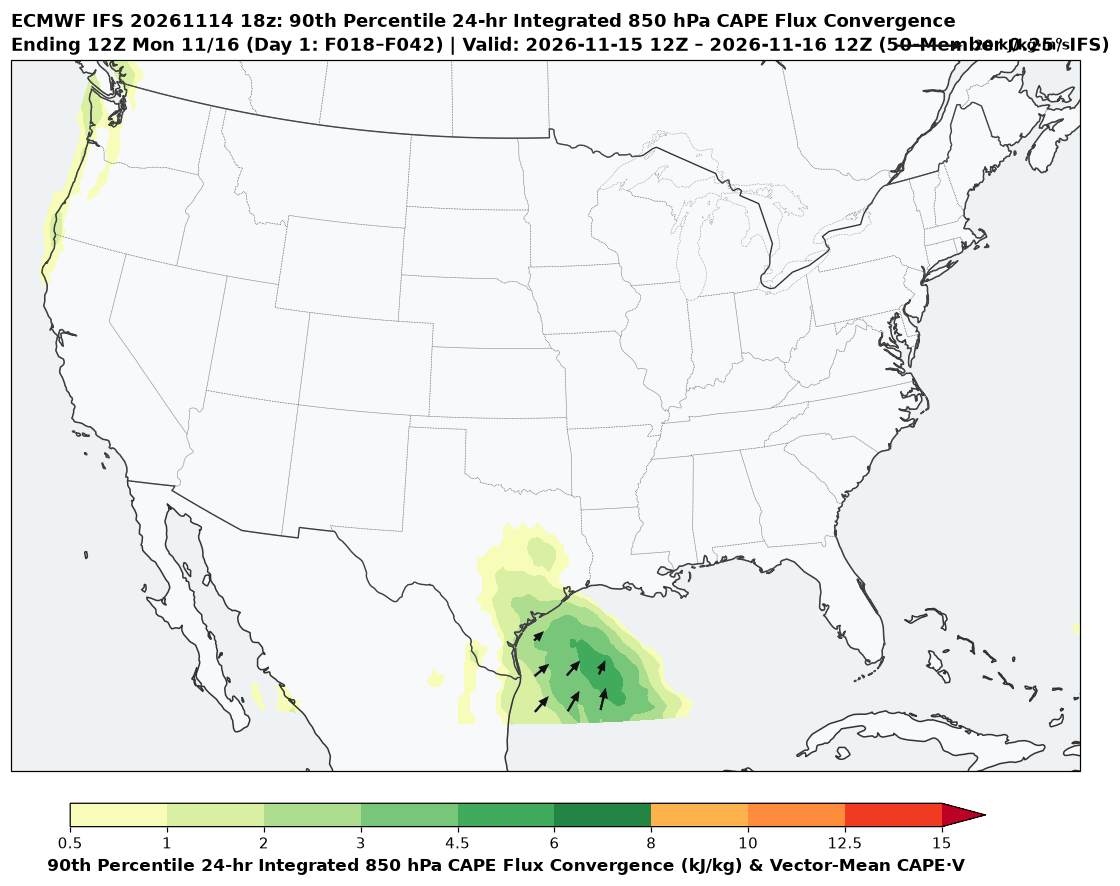 ECMWF IFS 20261114 18z: 90th Percentile 24-hr Integrated 850 hPa CAPE Flux Convergence
Ending 12Z Mon 11/16 (Day 1: F018–F042) | Valid: 2026-11-15 12Z – 2026-11-16 12Z (50-Member 0.25° IFS)
0.5 1 2 3 4.5 6 8 10 12.5 15
90th Percentile 24-hr Integrated 850 hPa CAPE Flux Convergence (kJ/kg) & Vector-Mean CAPE·V